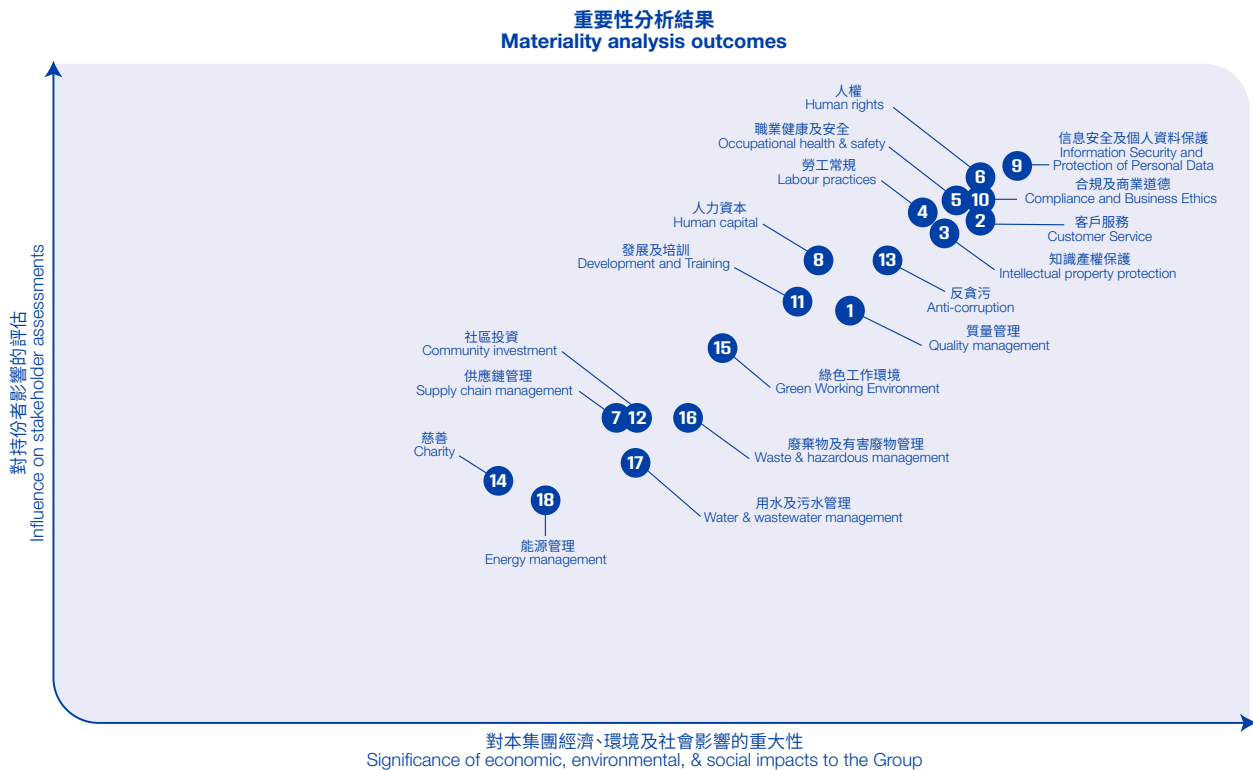 重要性分析結果
Materiality analysis outcomes
對持份者影響的評估
Influence on stakeholder assessments
人權
Human rights
職業健康及安全
Occupational health & safety
勞工常規
Labour practices
信息安全及個人資料保護
Information Security and
Protection of Personal Data
合規及商業道德
Compliance and Business Ethics
客戶服務
Customer Service
知識產權保護
Intellectual property protection
人力資本
Human capital
發展及培訓
Development and Training
反貪污
Anti-corruption
質量管理
Quality management
社區投資
Community investment
供應鏈管理
Supply chain management
綠色工作環境
Green Working Environment
慈善
Charity
廢棄物及有害廢物管理
Waste & hazardous management
用水及污水管理
Water & wastewater management
能源管理
Energy management
9
6
5
10
4
2
3
8
13
11
1
15
7
12
16
17
14
18
對本集團經濟、環境及社會影響的重大性
Significance of economic, environmental, & social impacts to the Group